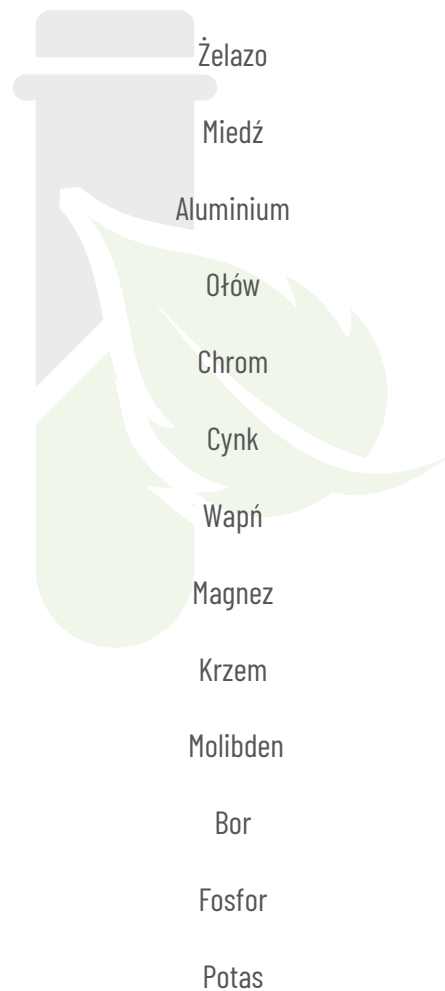 Żelazo
Miedź
Aluminium
Ołów
Chrom
Cynk
Wapń
Magnez
Krzem
Molibden
Bor
Fosfor
Potas